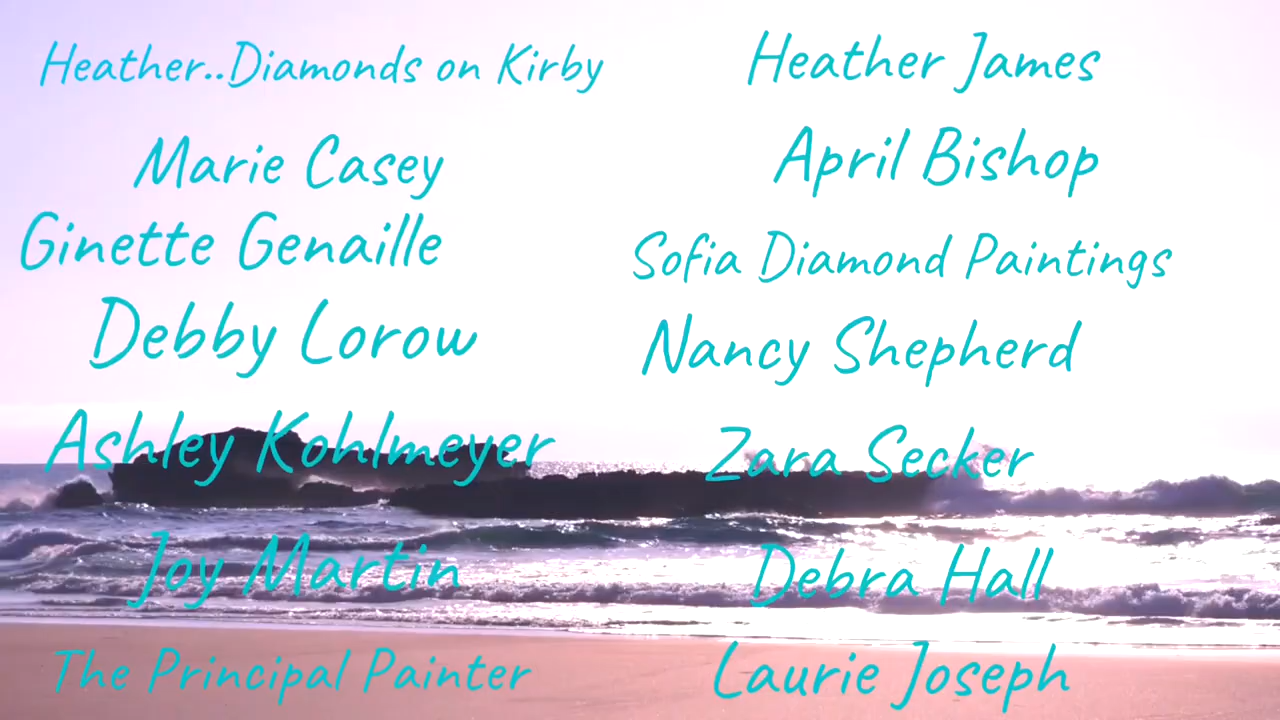 Heather..Diamonds on Kirby
Marie Casey
Ginette Genaille
Debby Lorow
Ashley Kohlmeyer
Joy Martin
The Principal Painter
Heather James
April Bishop
Sofia Diamond Paintings
Nancy Shepherd
Zara Secker
Debra Hall
Laurie Joseph